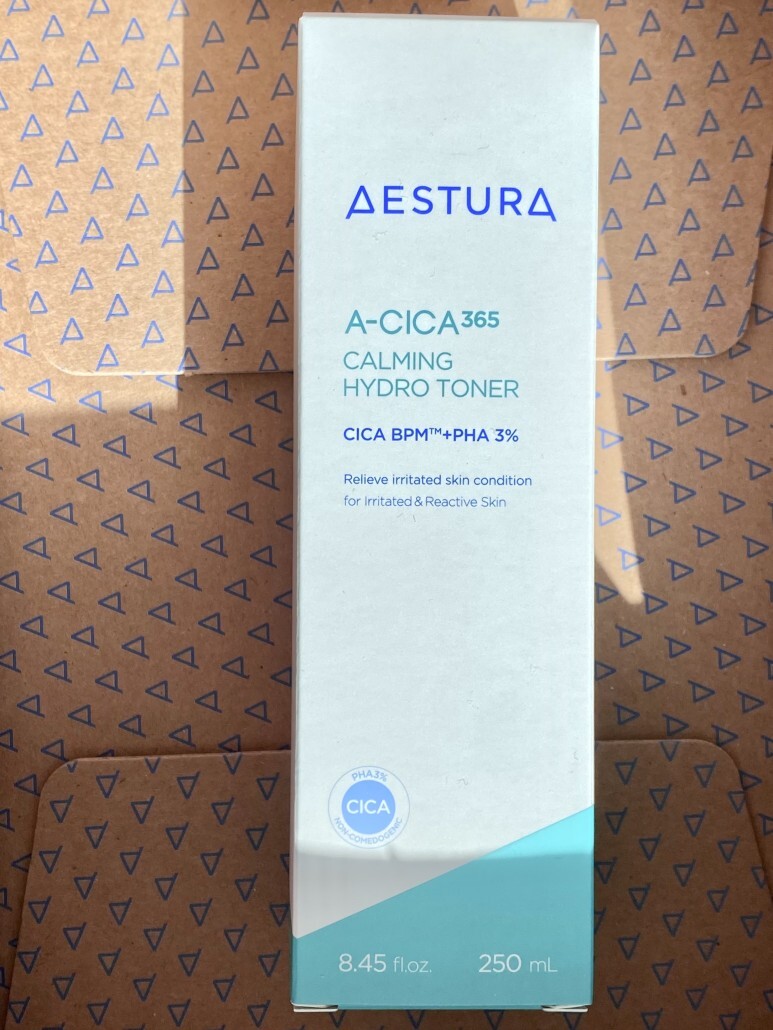 AESTURA
A-CICA365
CALMING
HYDRO TONER
CICA BPM™+PHA 3%
Relieve irritated skin condition
for Irritated & Reactive Skin
PHA3%
CICA
NON-COMEDOGENIC
8.45 fl.oz. 250 mL